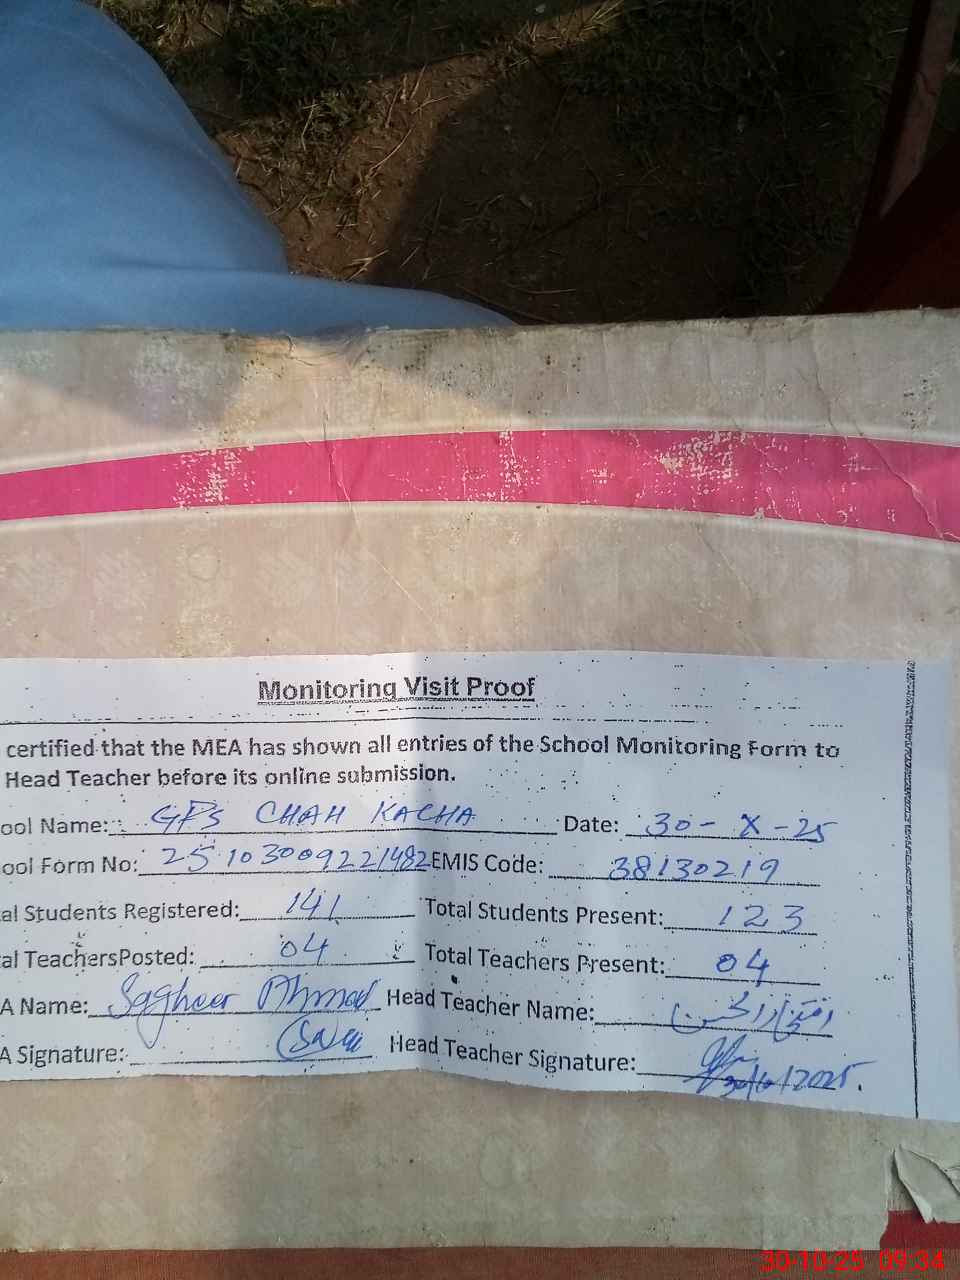 Monitoring Visit Proof
certified that the MEA has shown all entries of the School Monitoring Form to
Head Teacher before its online submission.
ool Name: GPS CHAH KACHA Date: 30-X-25
ool Form No: 2510300922 1482 EMIS Code: 38130219
al Students Registered: 141 Total Students Present: 123
al TeachersPosted: 04 Total Teachers Present: 04
A Name: Sagheer Ahmad Head Teacher Name: افتخار الحسن
A Signature: Head Teacher Signature:
30-10-25 09:34